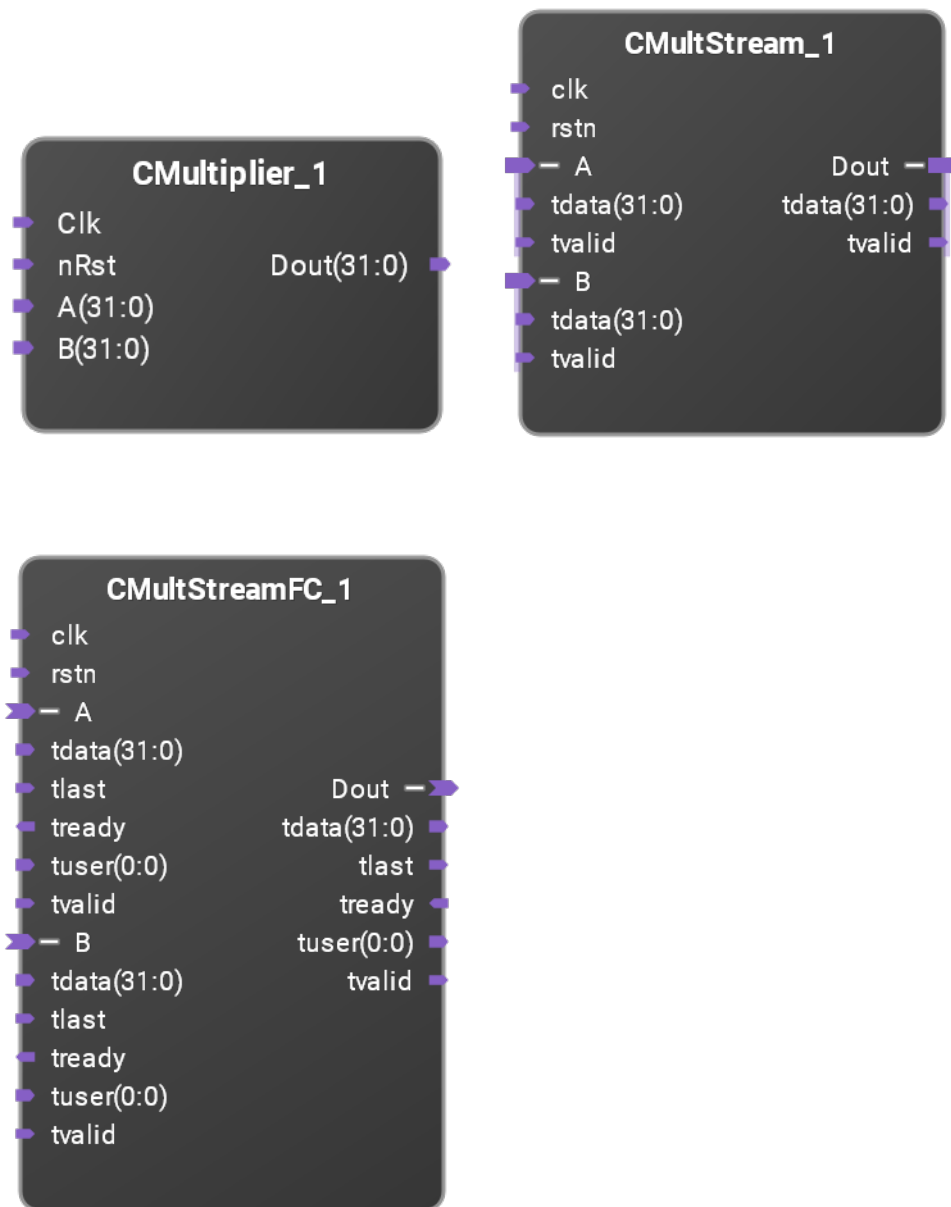 CMultiplier_1
Clk
nRst Dout(31:0)
A(31:0)
B(31:0)
CMultStream_1
clk
rstn
A Dout
tdata(31:0) tdata(31:0)
tvalid tvalid
B
tdata(31:0)
tvalid
CMultStreamFC_1
clk
rstn
A
tdata(31:0)
tlast Dout
tready tdata(31:0)
tuser(0:0) tlast
tvalid tready
B tuser(0:0)
tdata(31:0) tvalid
tlast
tready
tuser(0:0)
tvalid